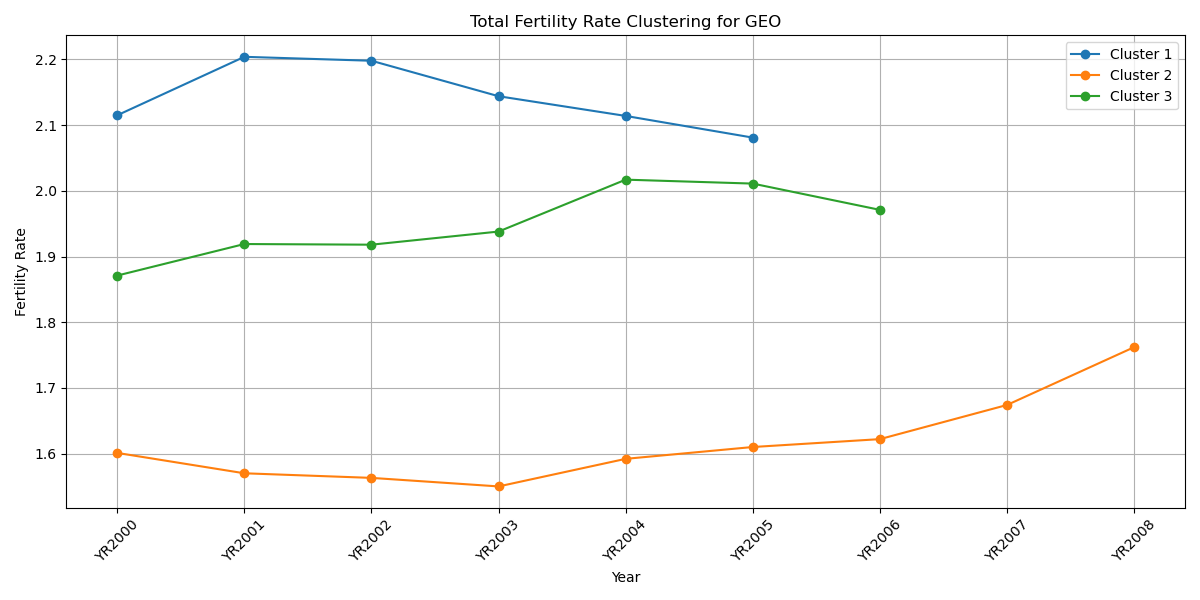 Total Fertility Rate Clustering for GEO
Cluster 1
Cluster 2
Cluster 3
Fertility Rate
2.2
2.1
2.0
1.9
1.8
1.7
1.6
YR2000
YR2001
YR2002
YR2003
YR2004
YR2005
YR2006
YR2007
YR2008
Year